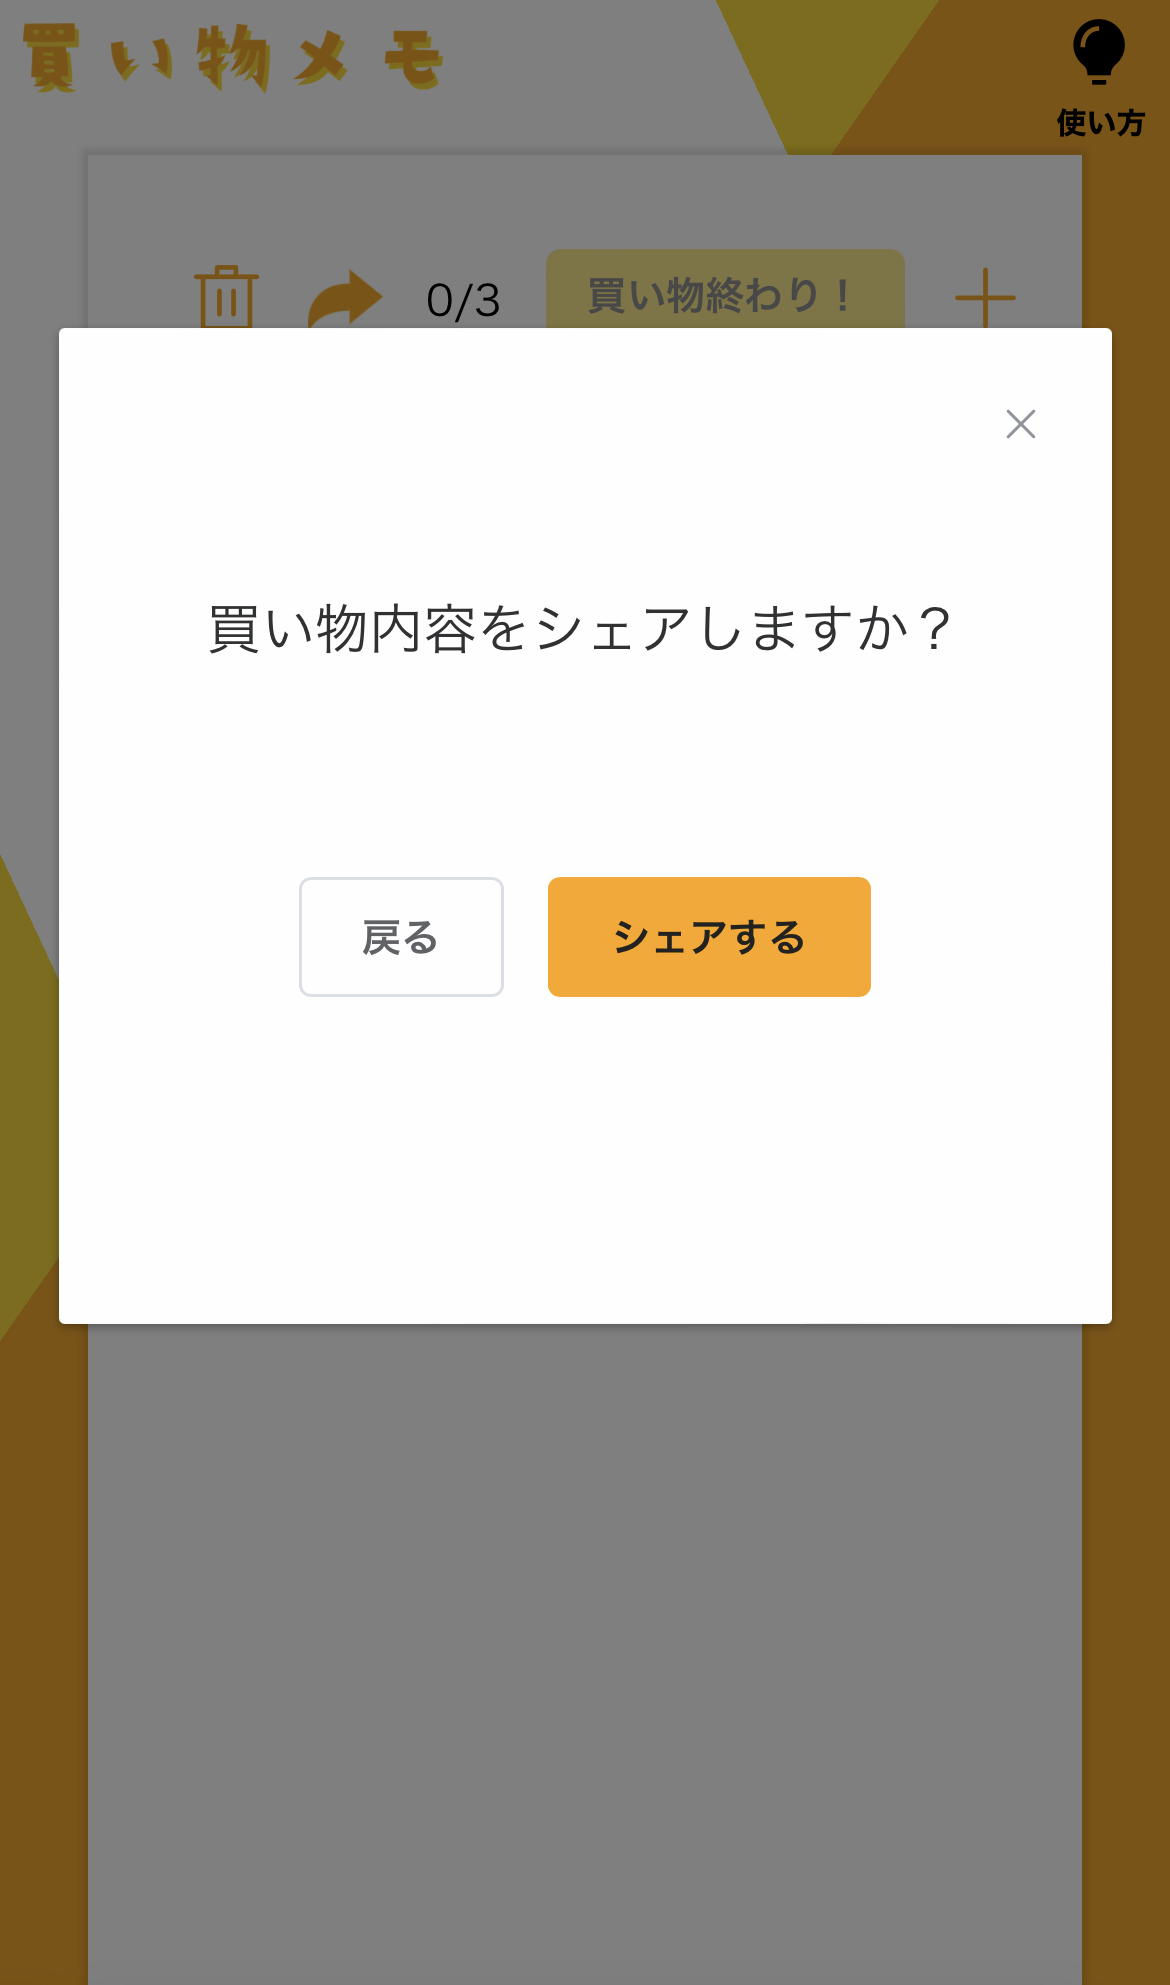 買い物メモ
使い方
0/3 買い物終わり！
買い物内容をシェアしますか？
戻る シェアする